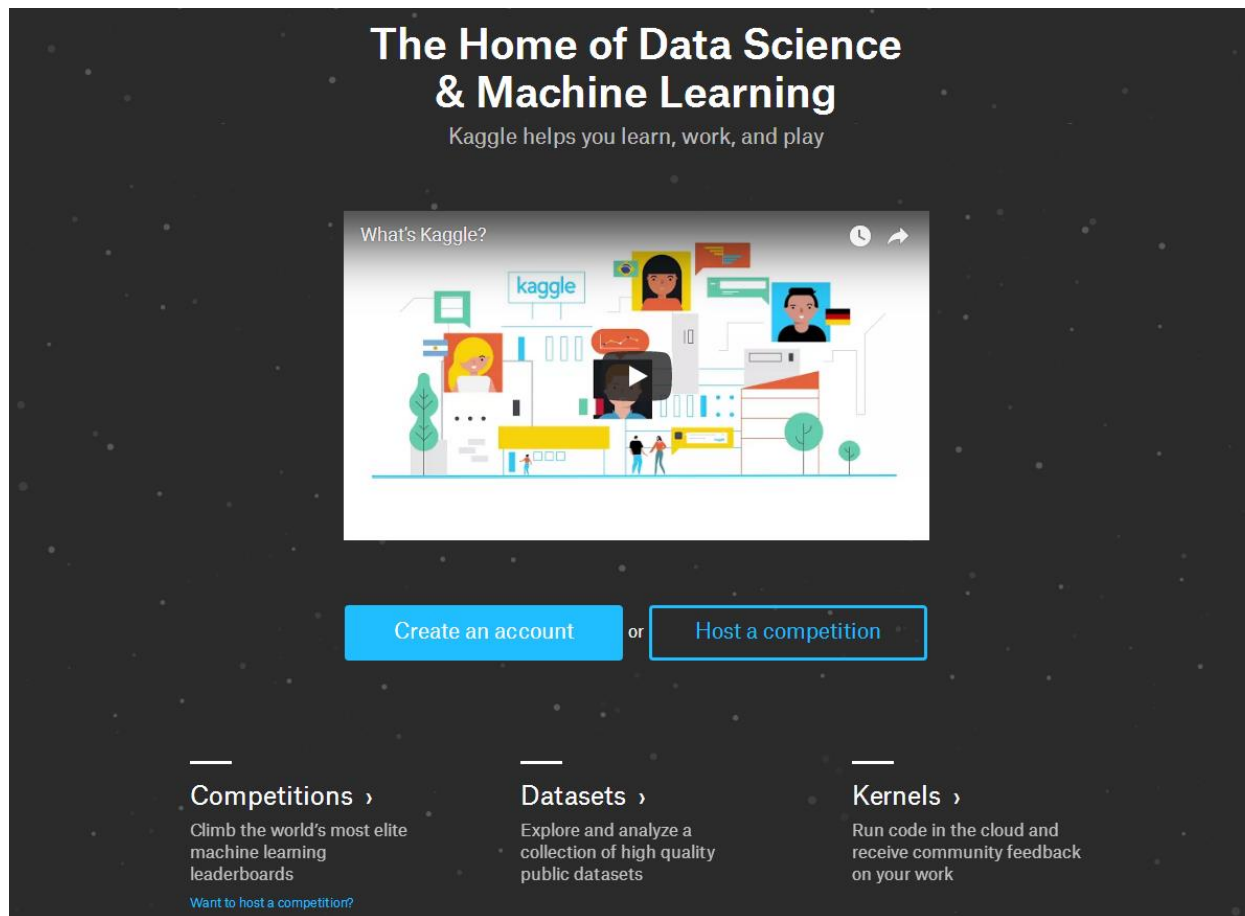 The Home of Data Science
& Machine Learning
Kaggle helps you learn, work, and play
What's Kaggle?
kaggle
Create an account
or
Host a competition
Competitions ›
Climb the world's most elite
machine learning
leaderboards
Want to host a competition?
Datasets ›
Explore and analyze a
collection of high quality
public datasets
Kernels ›
Run code in the cloud and
receive community feedback
on your work